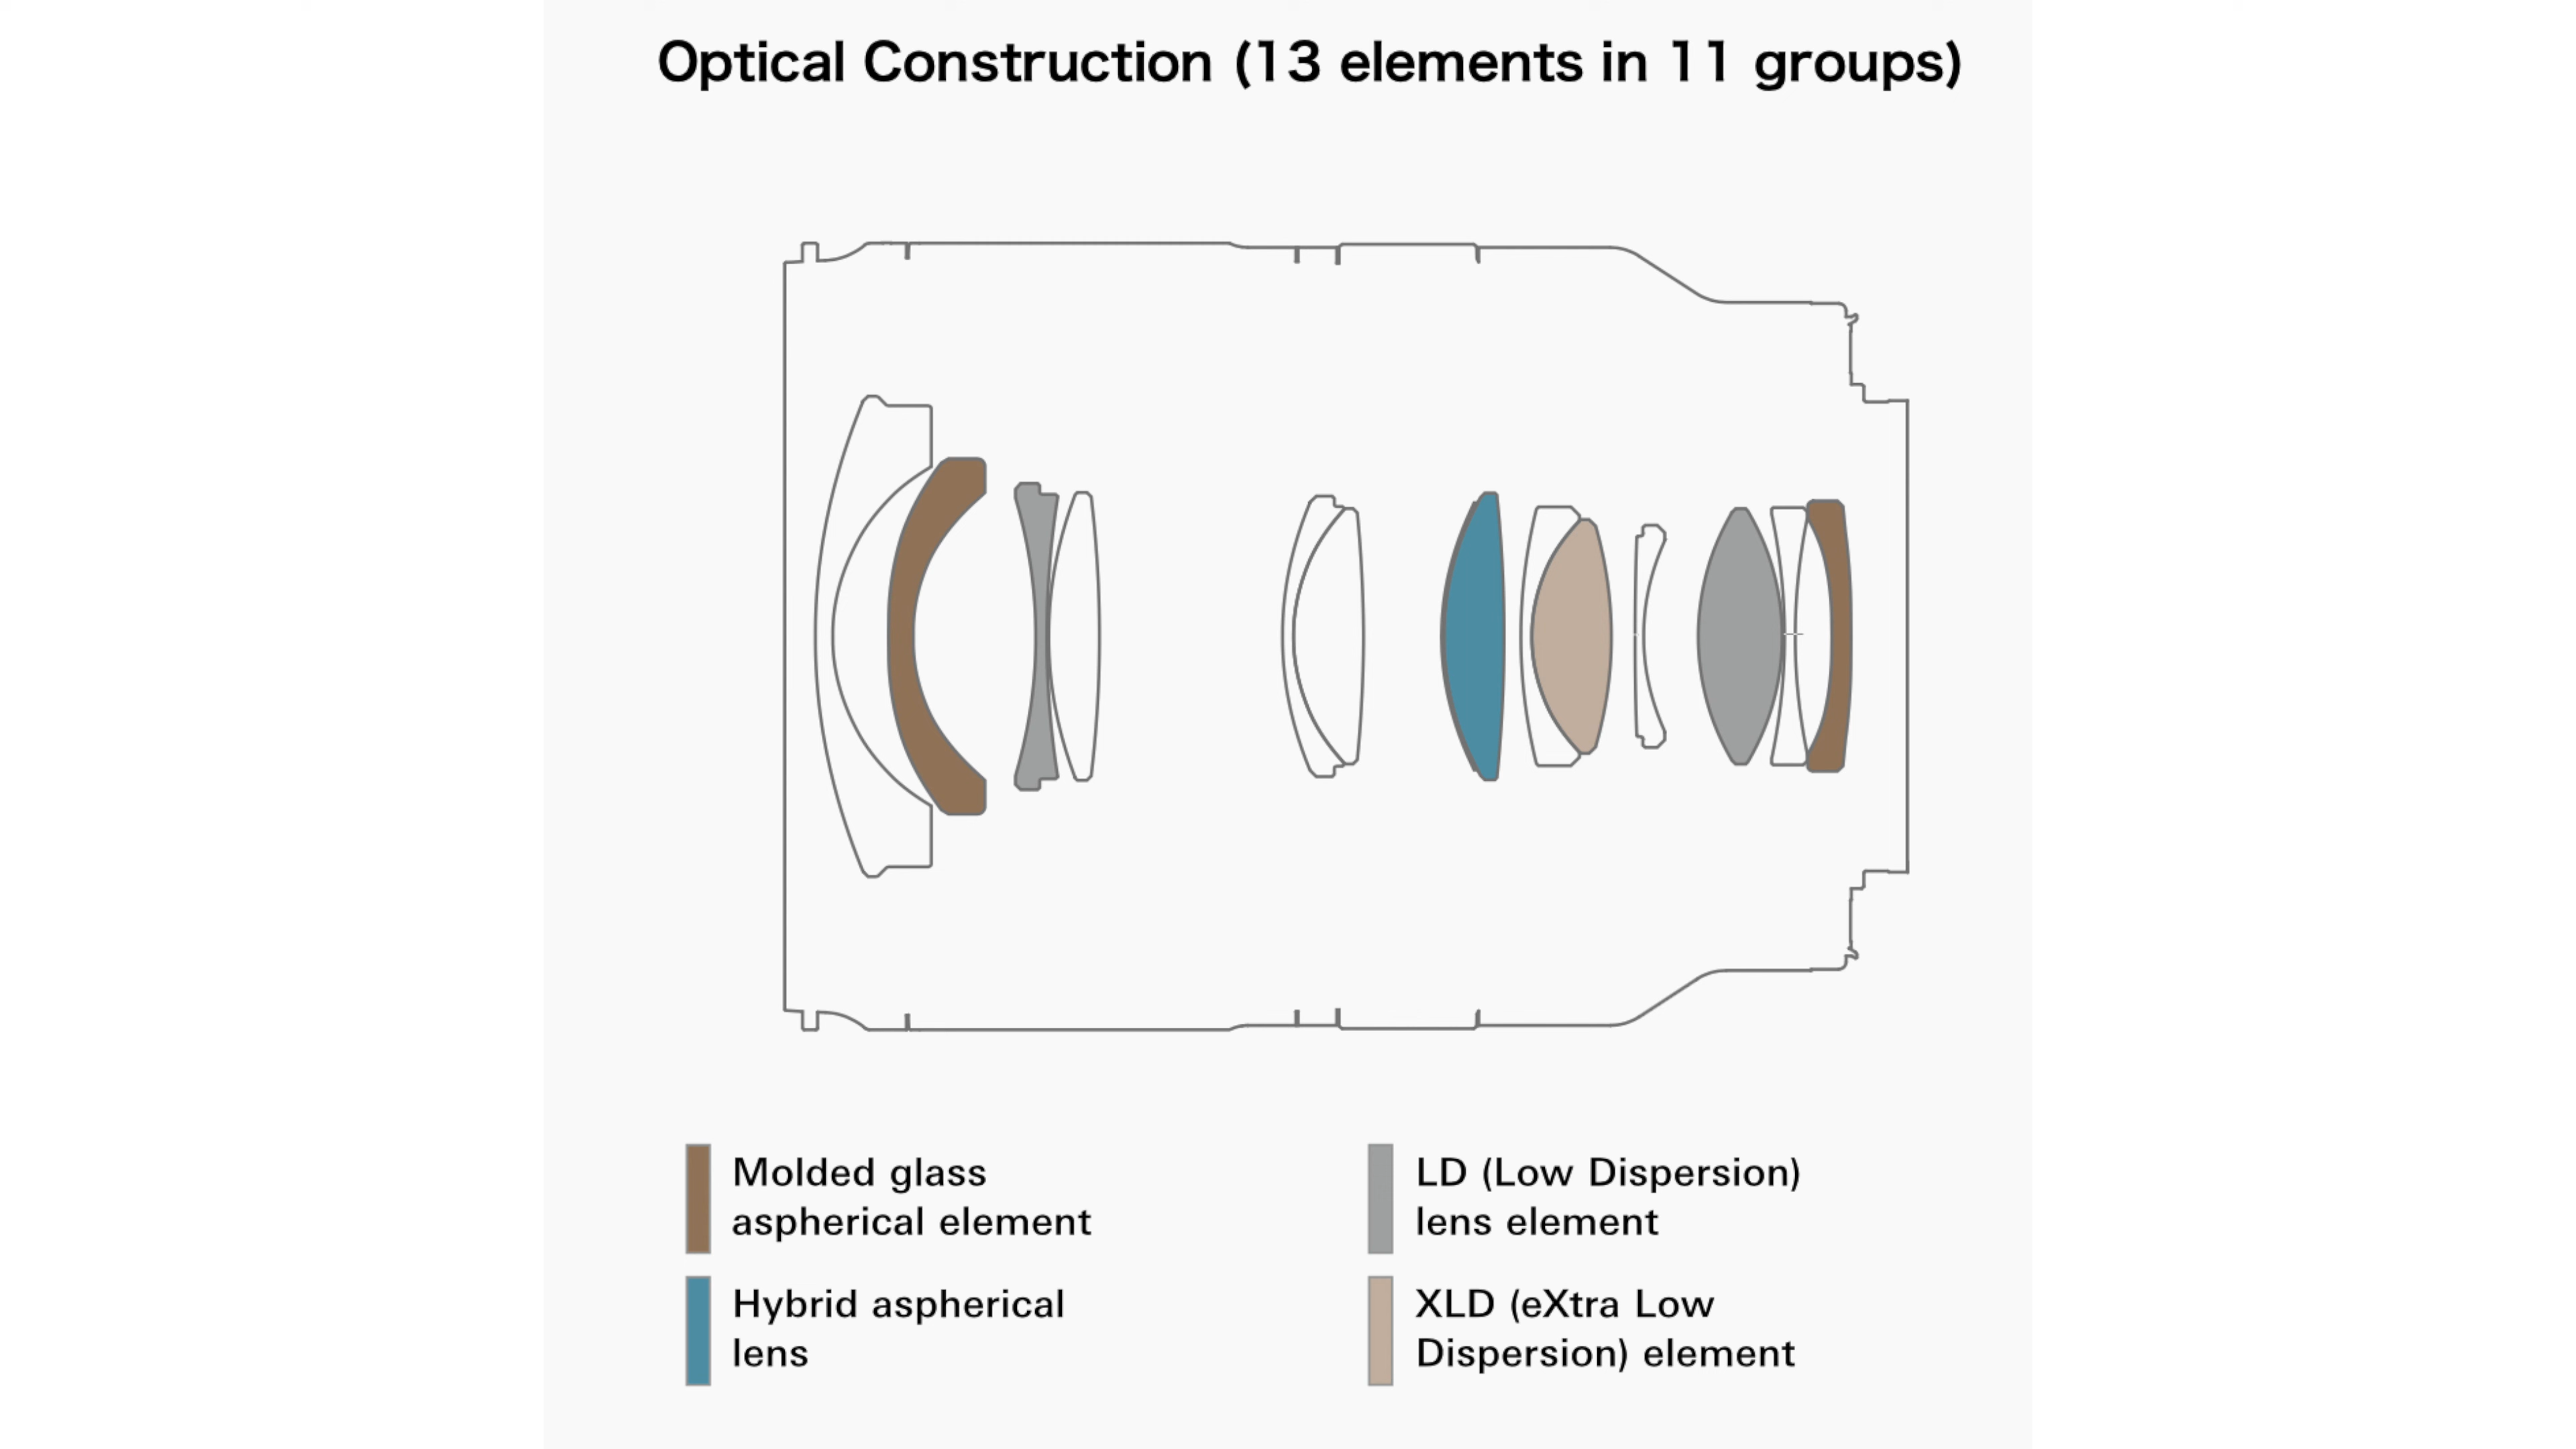 Optical Construction (13 elements in 11 groups)
Molded glass
aspherical element
LD (Low Dispersion)
lens element
Hybrid aspherical
lens
XLD (eXtra Low
Dispersion) element